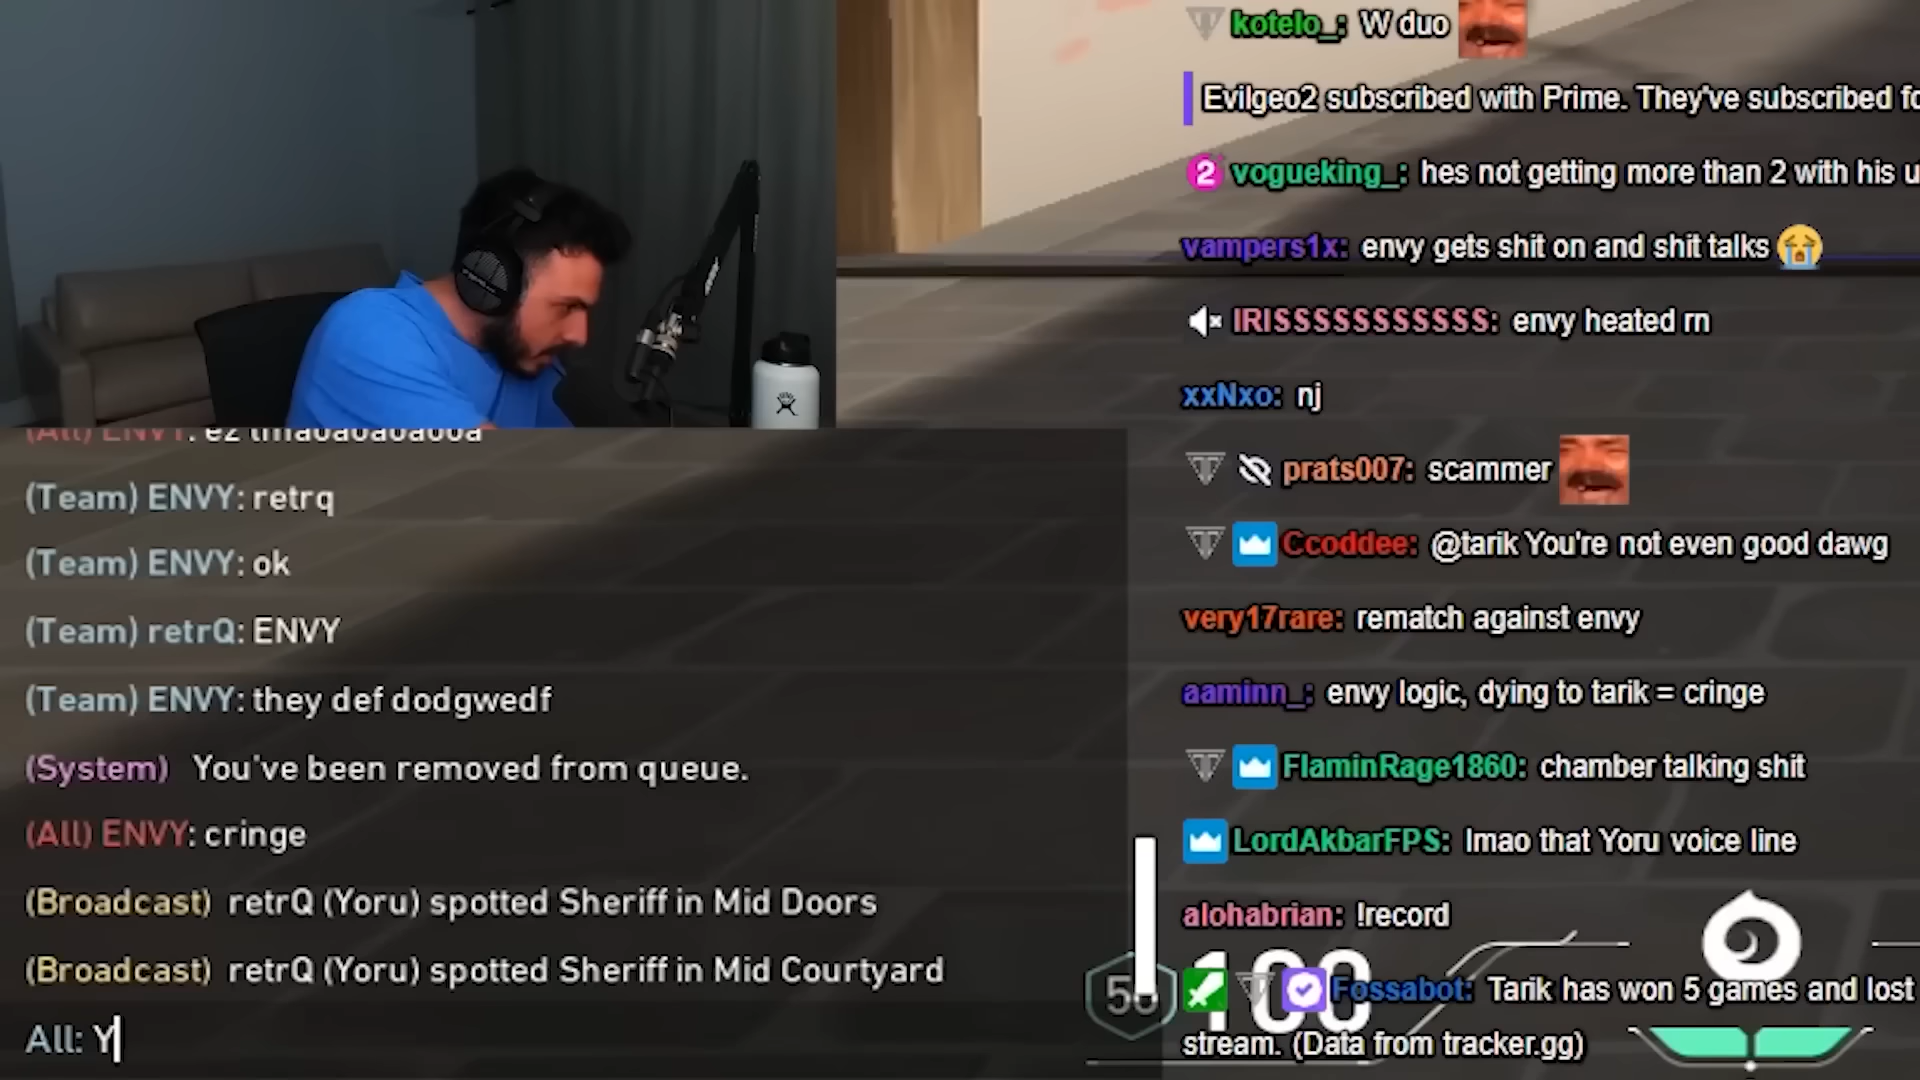 (All) ENVY: ez lmaoaoaoaooa
(Team) ENVY: retrq
(Team) ENVY: ok
(Team) retrQ: ENVY
(Team) ENVY: they def dodgwedf
(System) You've been removed from queue.
(All) ENVY: cringe
(Broadcast) retrQ (Yoru) spotted Sheriff in Mid Doors
(Broadcast) retrQ (Yoru) spotted Sheriff in Mid Courtyard
All: Y
kotelo_: W duo
Evilgeo2 subscribed with Prime. They've subscribed fo
2 vogueking_: hes not getting more than 2 with his u
vampers1x: envy gets shit on and shit talks
IRISSSSSSSSSSS: envy heated rn
xxNxo: nj
prats007: scammer
Ccoddee: @tarik You're not even good dawg
very17rare: rematch against envy
aaminn_: envy logic, dying to tarik = cringe
FlaminRage1860: chamber talking shit
LordAkbarFPS: lmao that Yoru voice line
alohabrian: !record
Fossabot: Tarik has won 5 games and lost
stream. (Data from tracker.gg)
100